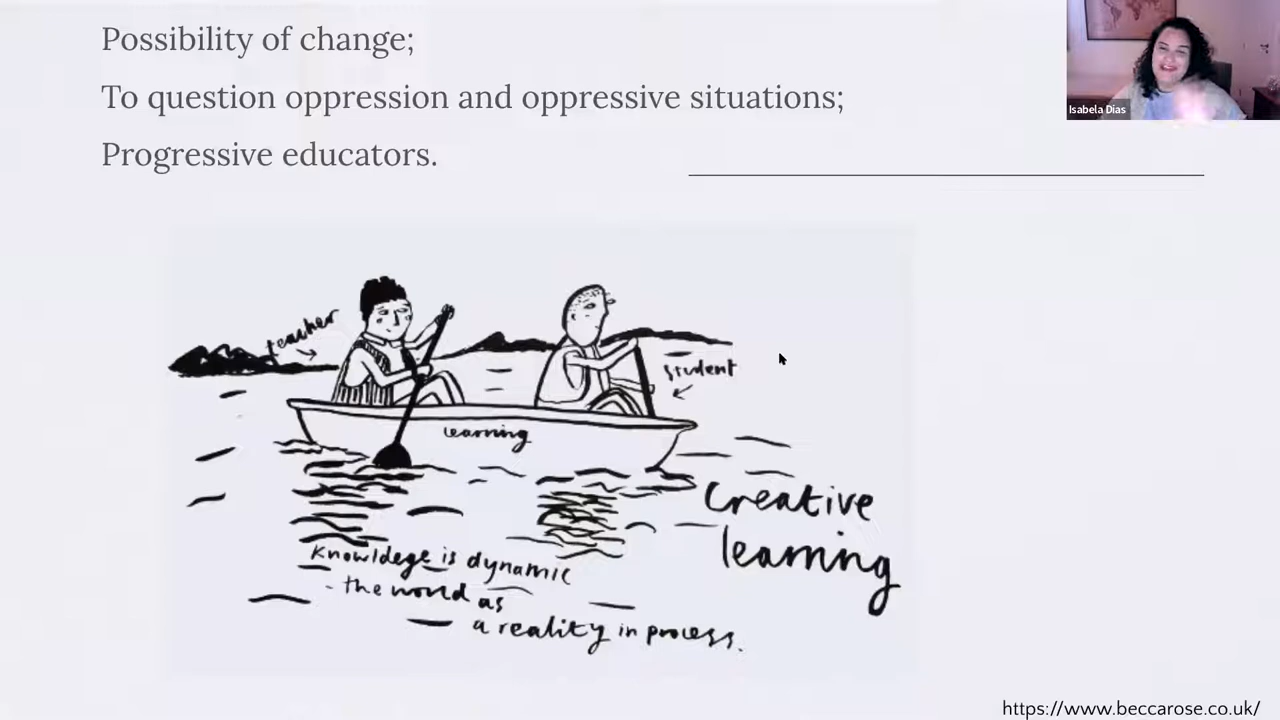 Possibility of change;
To question oppression and oppressive situations;
Progressive educators.
Isabela Dias
teacher
student
learning
Creative
learning
Knowldege is dynamic
- the world as
a reality in process.
https://www.beccarose.co.uk/